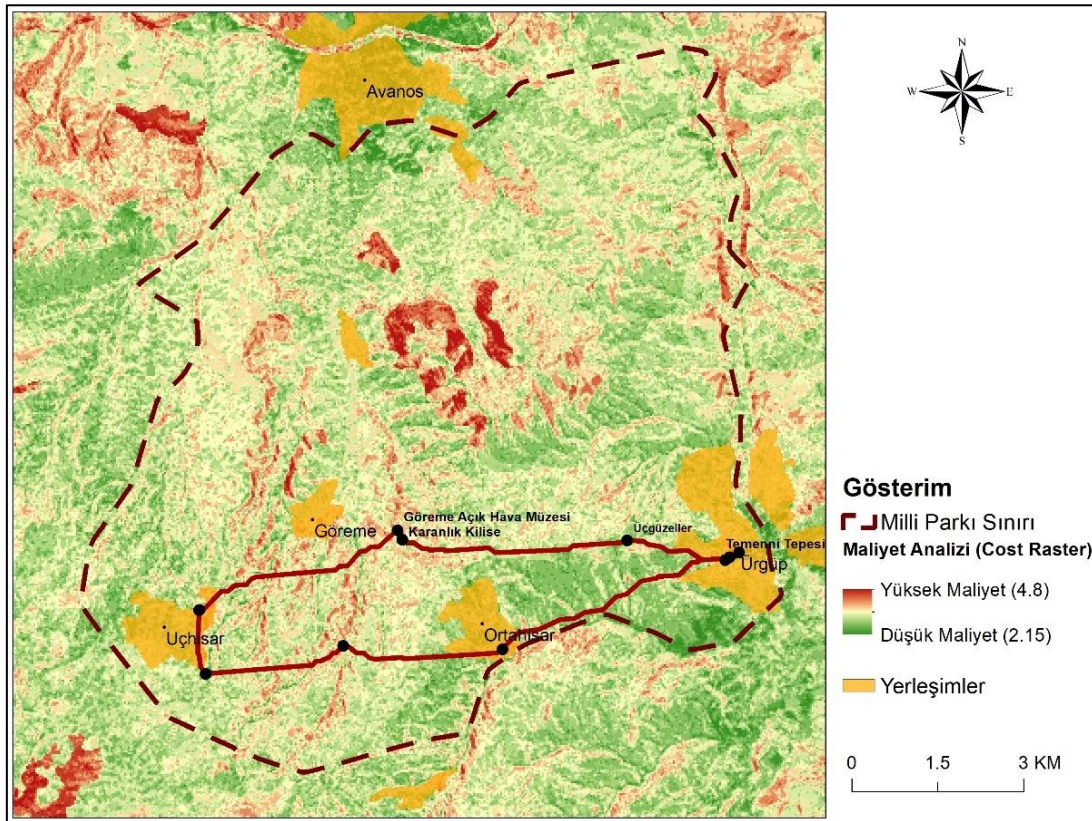 Avanos
N
W
E
S
Göreme Açık Hava Müzesi
Göreme
Karanlık Kilise
Üçgüzeller
Temenni Tepesi
Ürgüp
Uçhisar
Ortahisar
Gösterim
Milli Parkı Sınırı
Maliyet Analizi (Cost Raster)
Yüksek Maliyet (4.8)
Düşük Maliyet (2.15)
Yerleşimler
0 1.5 3 KM